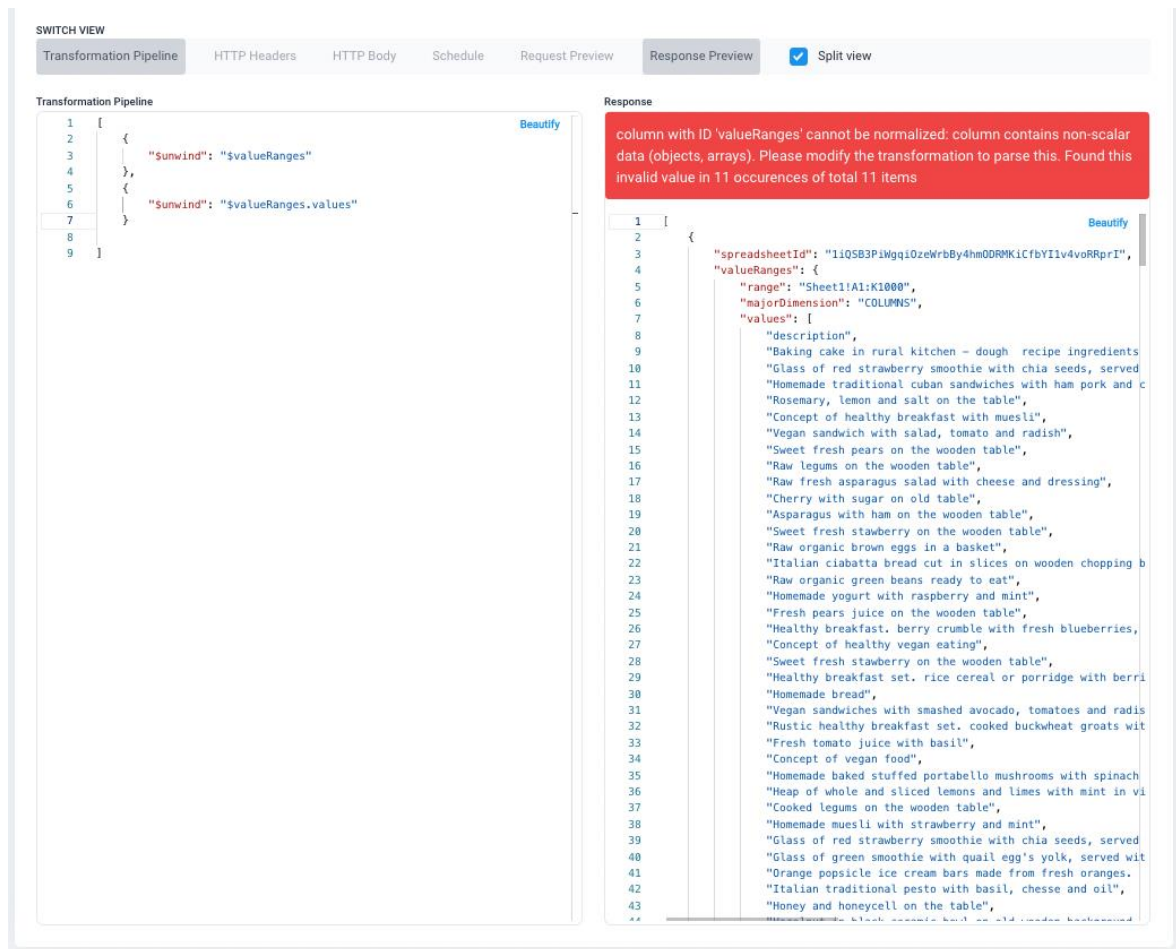 SWITCH VIEW
Transformation Pipeline HTTP Headers HTTP Body Schedule Request Preview Response Preview Split view
Transformation Pipeline
1 [
Beautify
2 {
3 "$unwind": "$valueRanges"
4 },
5 {
6 "$unwind": "$valueRanges.values"
7 }
8
9 ]
Response
column with ID 'valueRanges' cannot be normalized: column contains non-scalar
data (objects, arrays). Please modify the transformation to parse this. Found this
invalid value in 11 occurences of total 11 items
1 [
Beautify
2 {
3 "spreadsheetId": "1iQSB3PiWgqiOzeWrbBy4hmODRMKiCfbYI1v4voRRprI",
4 "valueRanges": {
5 "range": "Sheet1!A1:K1000",
6 "majorDimension": "COLUMNS",
7 "values": [
8 "description",
9 "Baking cake in rural kitchen – dough recipe ingredients
10 "Glass of red strawberry smoothie with chia seeds, served
11 "Homemade traditional cuban sandwiches with ham pork and c
12 "Rosemary, lemon and salt on the table",
13 "Concept of healthy breakfast with muesli",
14 "Vegan sandwich with salad, tomato and radish",
15 "Sweet fresh pears on the wooden table",
16 "Raw legums on the wooden table",
17 "Raw fresh asparagus salad with cheese and dressing",
18 "Cherry with sugar on old table",
19 "Asparagus with ham on the wooden table",
20 "Sweet fresh stawberry on the wooden table",
21 "Raw organic brown eggs in a basket",
22 "Italian ciabatta bread cut in slices on wooden chopping b
23 "Raw organic green beans ready to eat",
24 "Homemade yogurt with raspberry and mint",
25 "Fresh pears juice on the wooden table",
26 "Healthy breakfast. berry crumble with fresh blueberries,
27 "Concept of healthy vegan eating",
28 "Sweet fresh stawberry on the wooden table",
29 "Healthy breakfast set. rice cereal or porridge with berri
30 "Homemade bread",
31 "Vegan sandwiches with smashed avocado, tomatoes and radis
32 "Rustic healthy breakfast set. cooked buckwheat groats wit
33 "Fresh tomato juice with basil",
34 "Concept of vegan food",
35 "Homemade baked stuffed portabello mushrooms with spinach
36 "Heap of whole and sliced lemons and limes with mint in vi
37 "Cooked legums on the wooden table",
38 "Homemade muesli with strawberry and mint",
39 "Glass of red strawberry smoothie with chia seeds, served
40 "Glass of green smoothie with quail egg's yolk, served wit
41 "Orange popsicle ice cream bars made from fresh oranges.
42 "Italian traditional pesto with basil, chesse and oil",
43 "Honey and honeycell on the table",